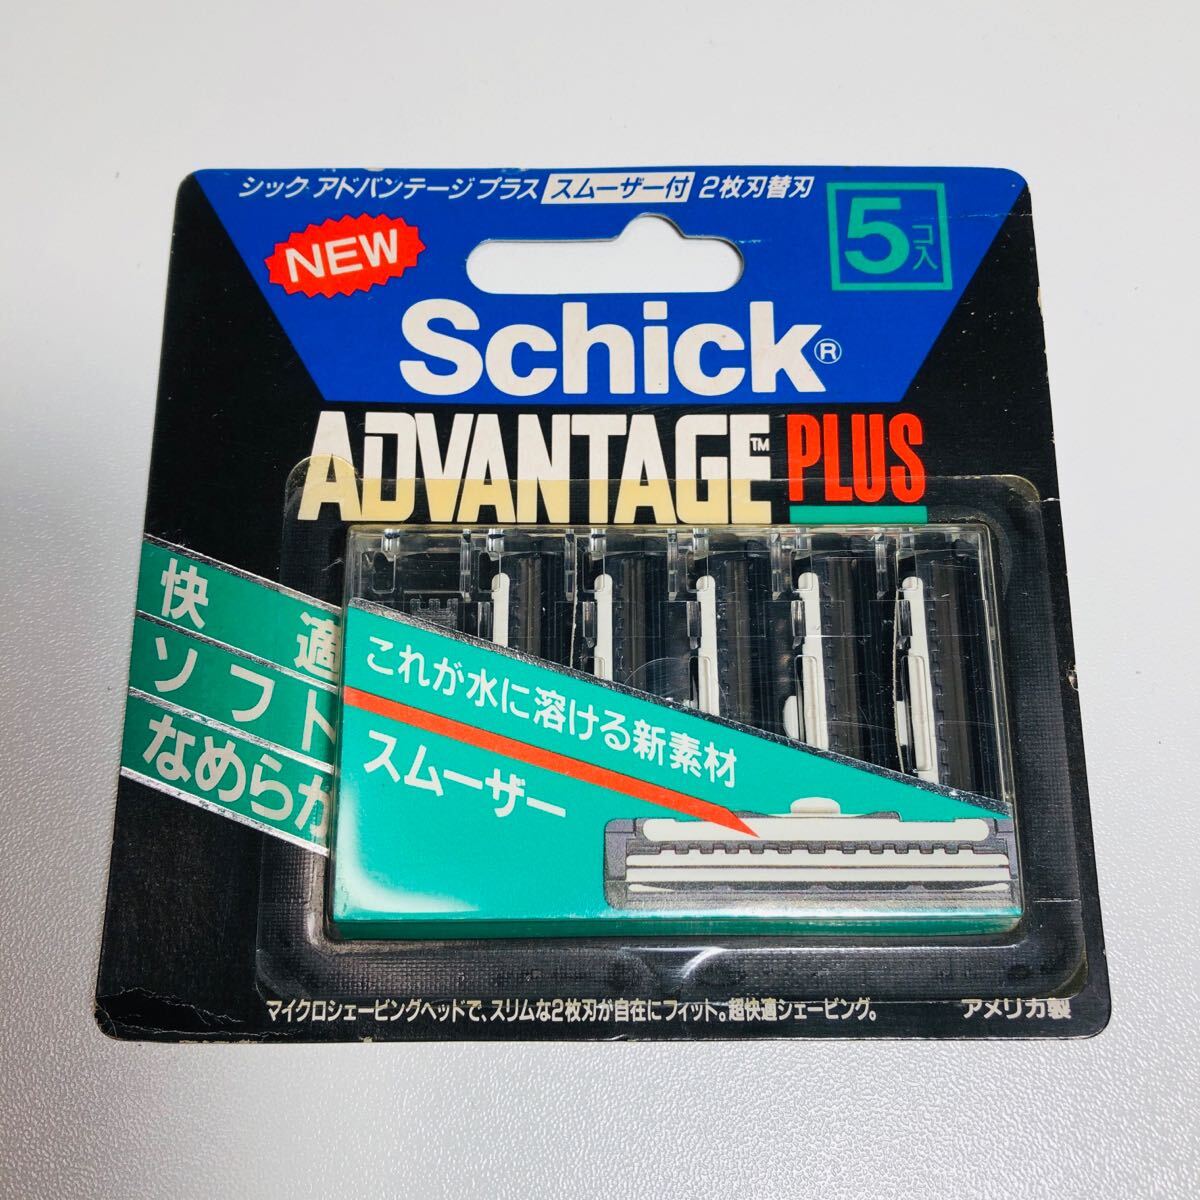 シック アドバンテージプラス スムーザー付 2枚刃替刃
5コ入
NEW
Schick®
ADVANTAGE™ PLUS
快適
ソフト
なめらか
これが水に溶ける新素材
スムーザー
マイクロシェービングヘッドで、スリムな2枚刃が自在にフィット。超快適シェービング。
アメリカ製